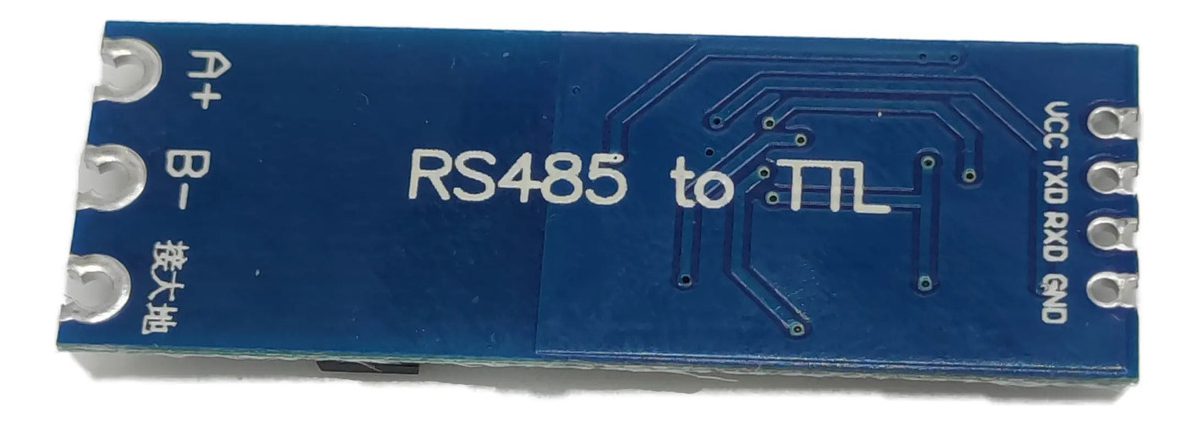 A+
B-
接大地
RS485 to TTL
VCC TXD RXD GND